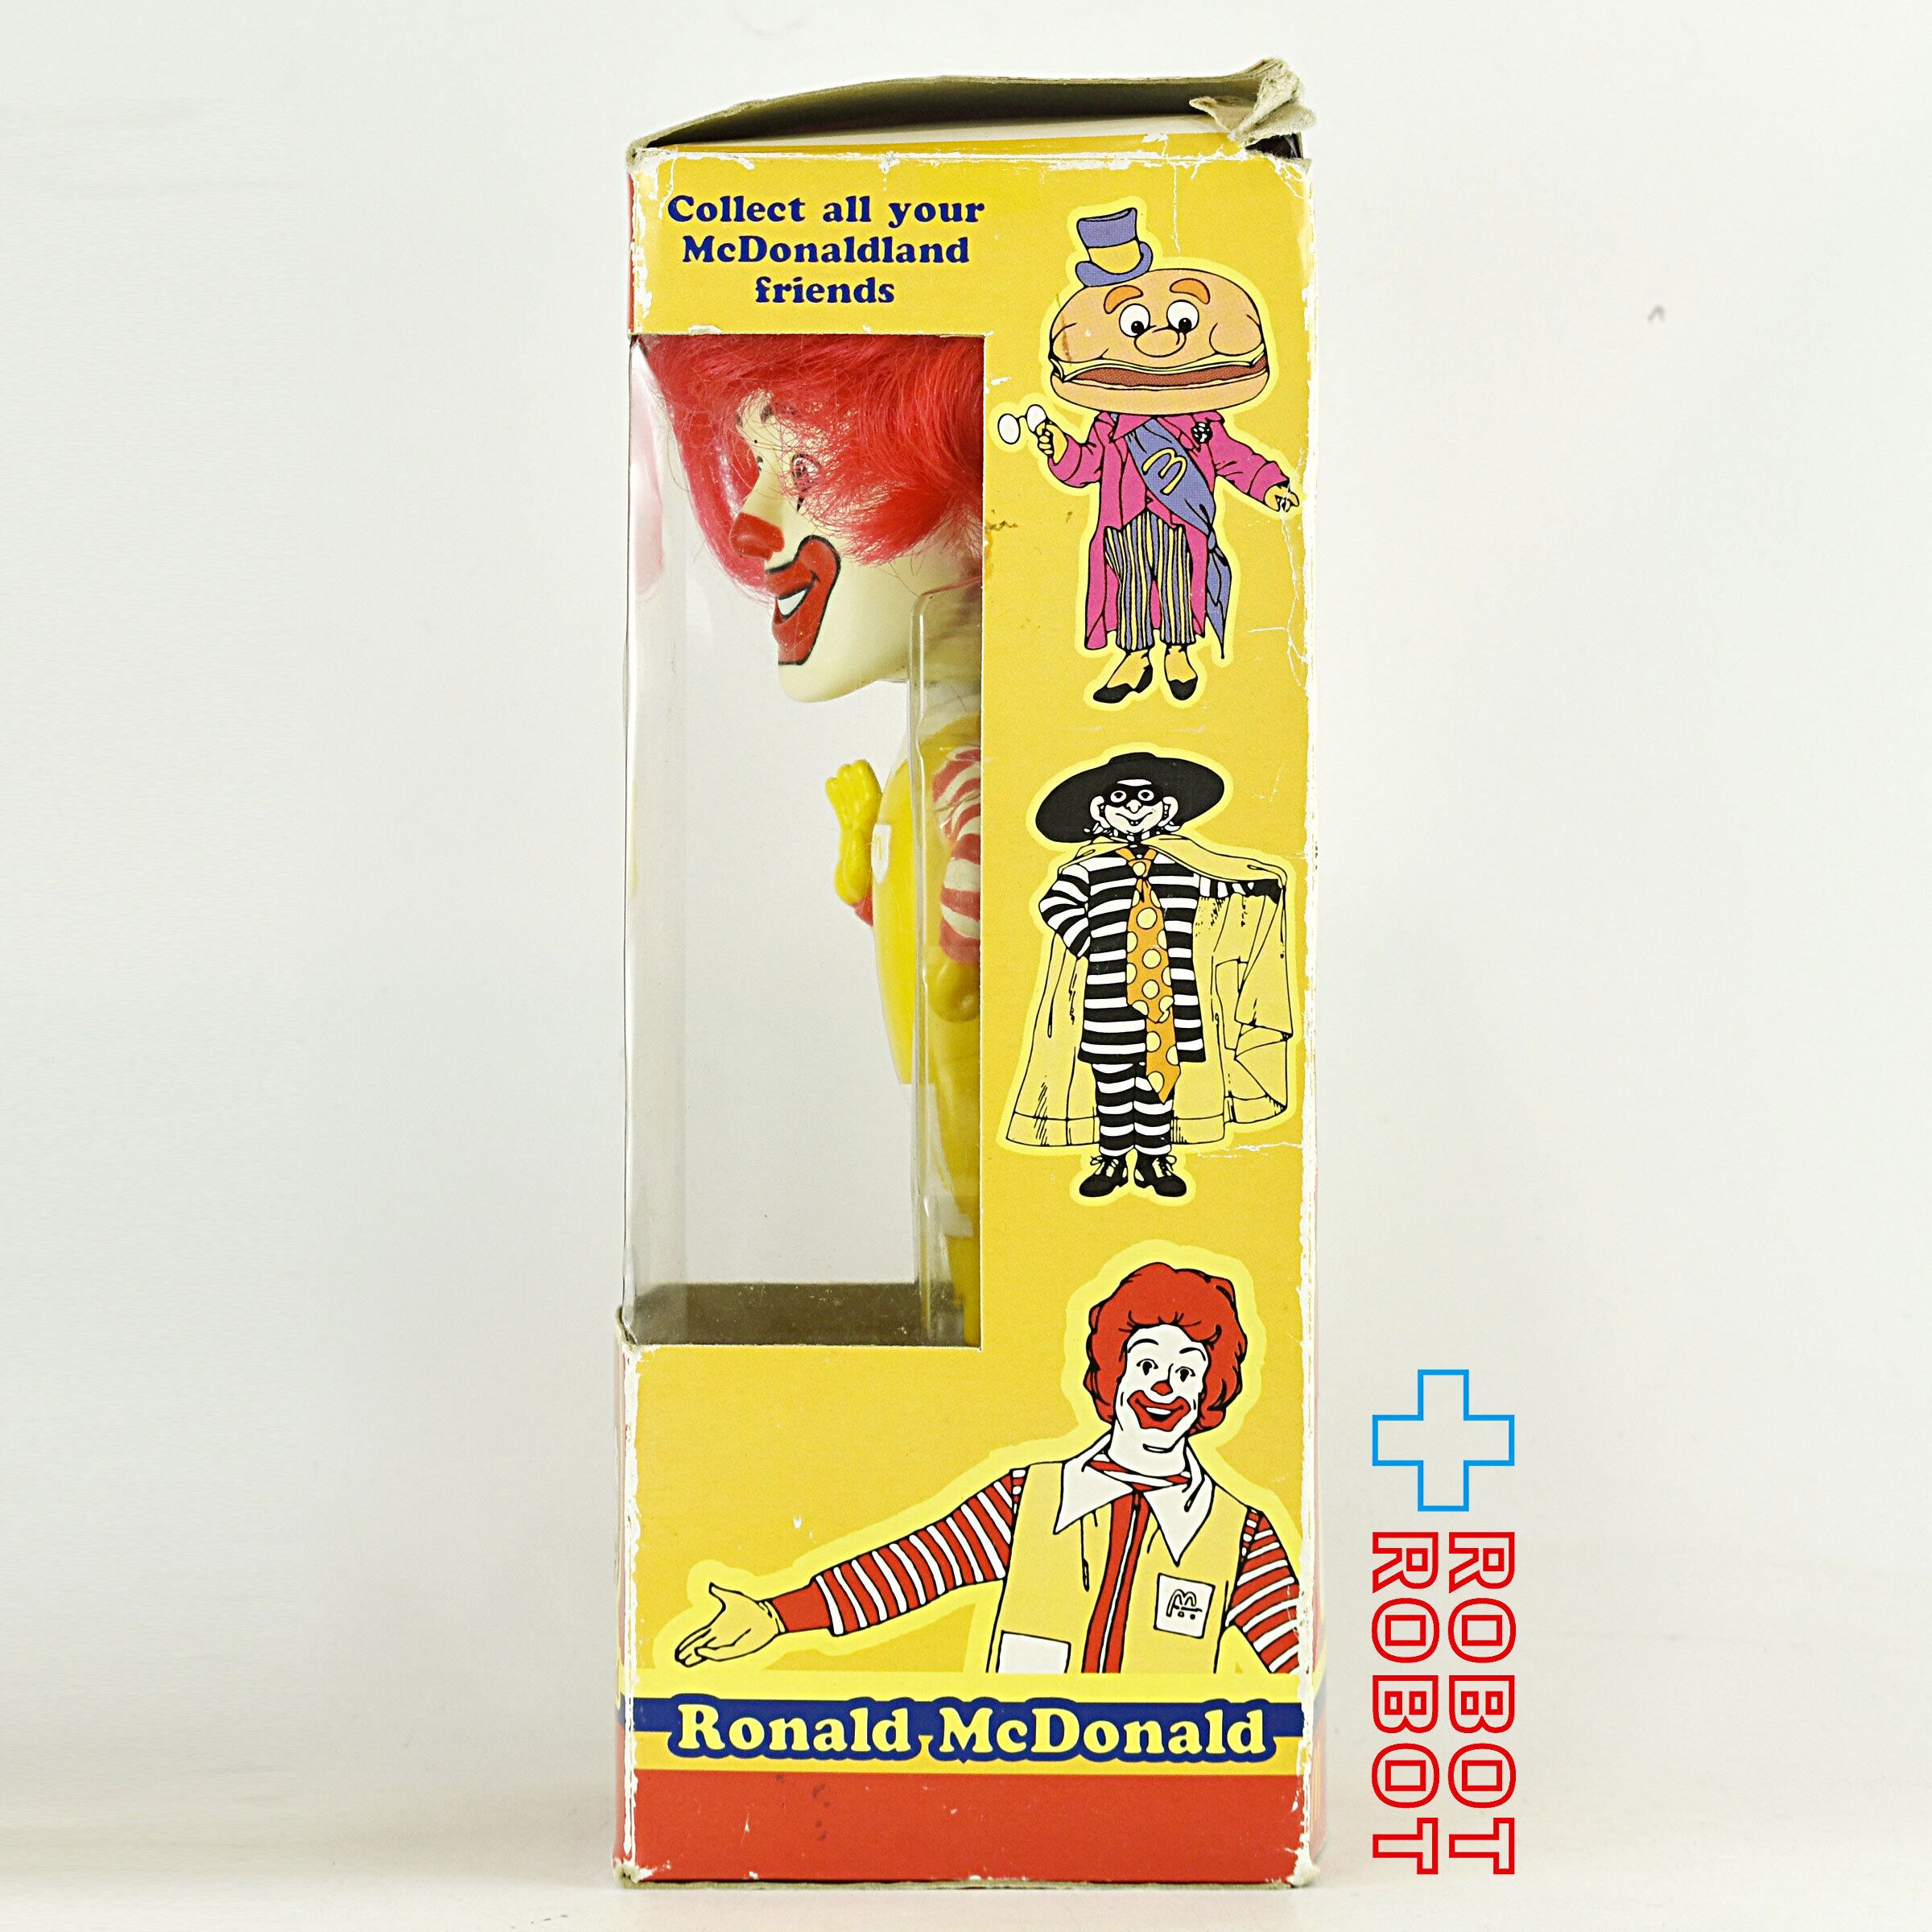 Collect all your
McDonaldland
friends
Ronald McDonald
ROBOT
ROBOT